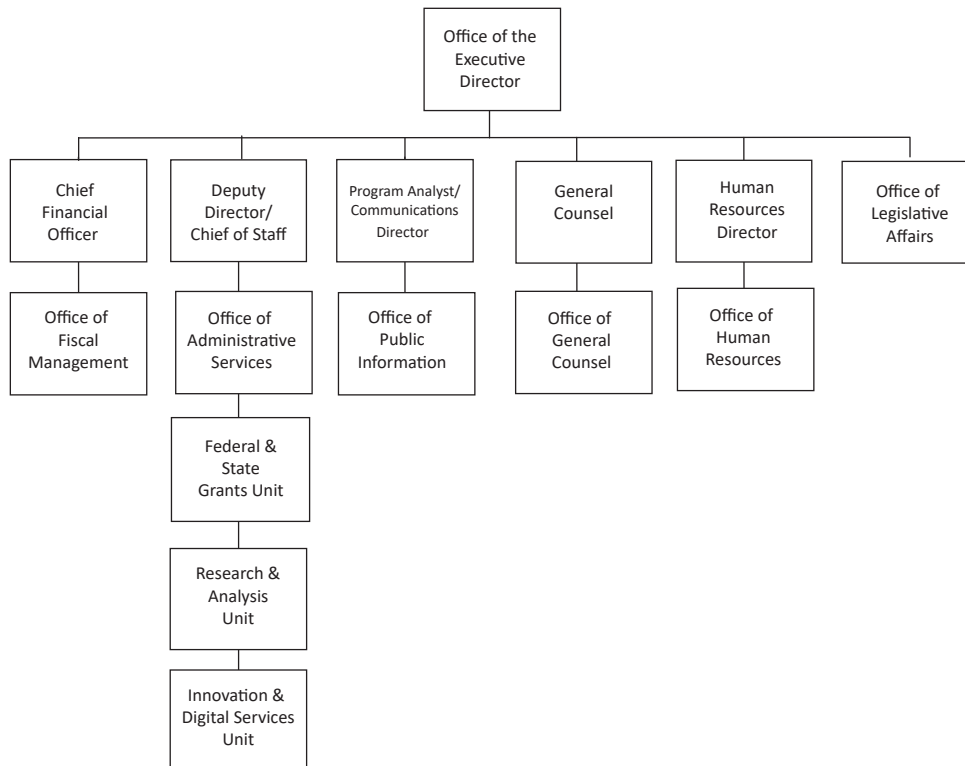 Office of the
Executive
Director
Chief
Financial
Officer
Deputy
Director/
Chief of Staff
Program Analyst/
Communications
Director
General
Counsel
Human
Resources
Director
Office of
Legislative
Affairs
Office of
Fiscal
Management
Office of
Administrative
Services
Office of
Public
Information
Office of
General
Counsel
Office of
Human
Resources
Federal &
State
Grants Unit
Research &
Analysis
Unit
Innovation &
Digital Services
Unit